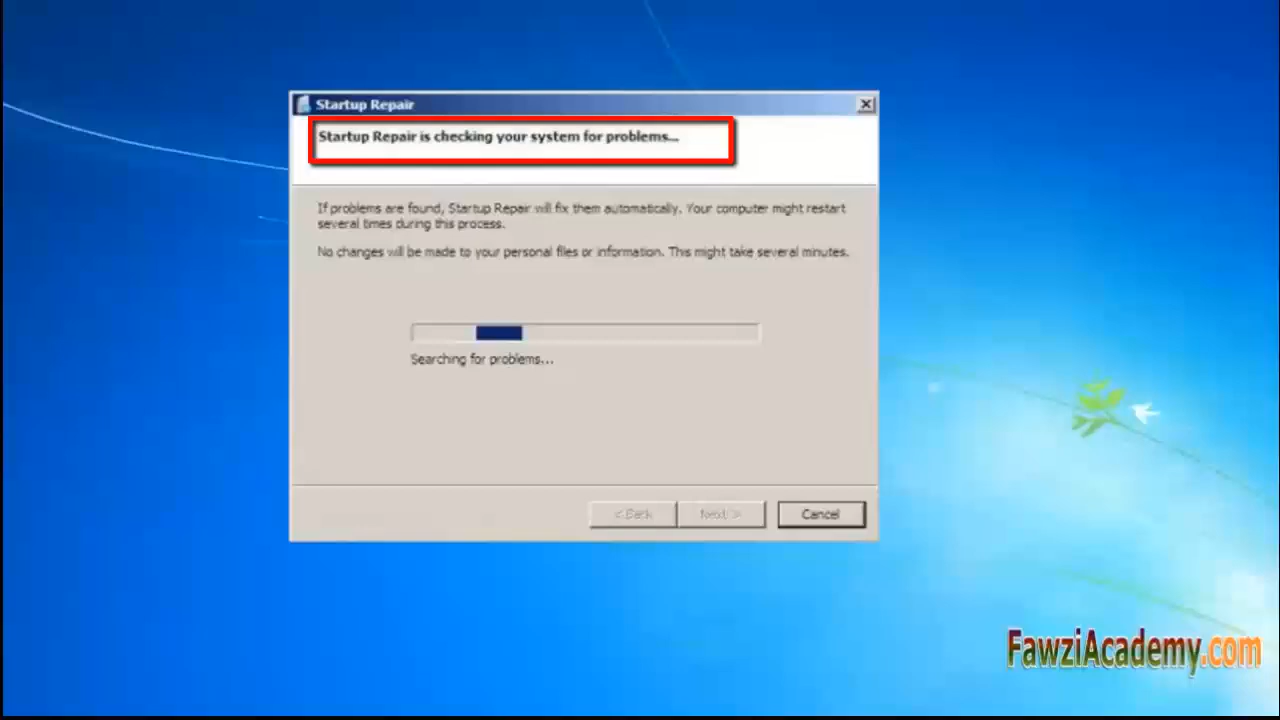 Startup Repair
Startup Repair is checking your system for problems...
If problems are found, Startup Repair will fix them automatically. Your computer might restart
several times during this process.
No changes will be made to your personal files or information. This might take several minutes.
Searching for problems...
< Back
Next >
Cancel
FawziAcademy.com